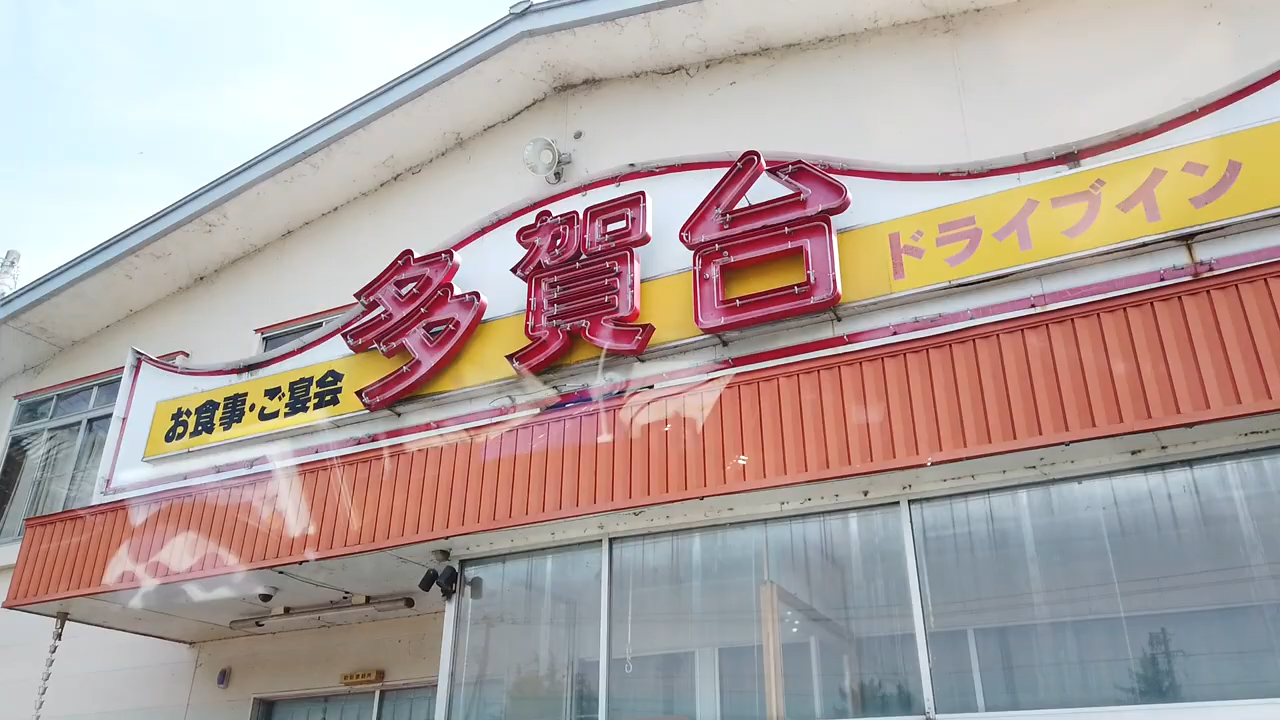 お食事・ご宴会
多賀台
ドライブイン